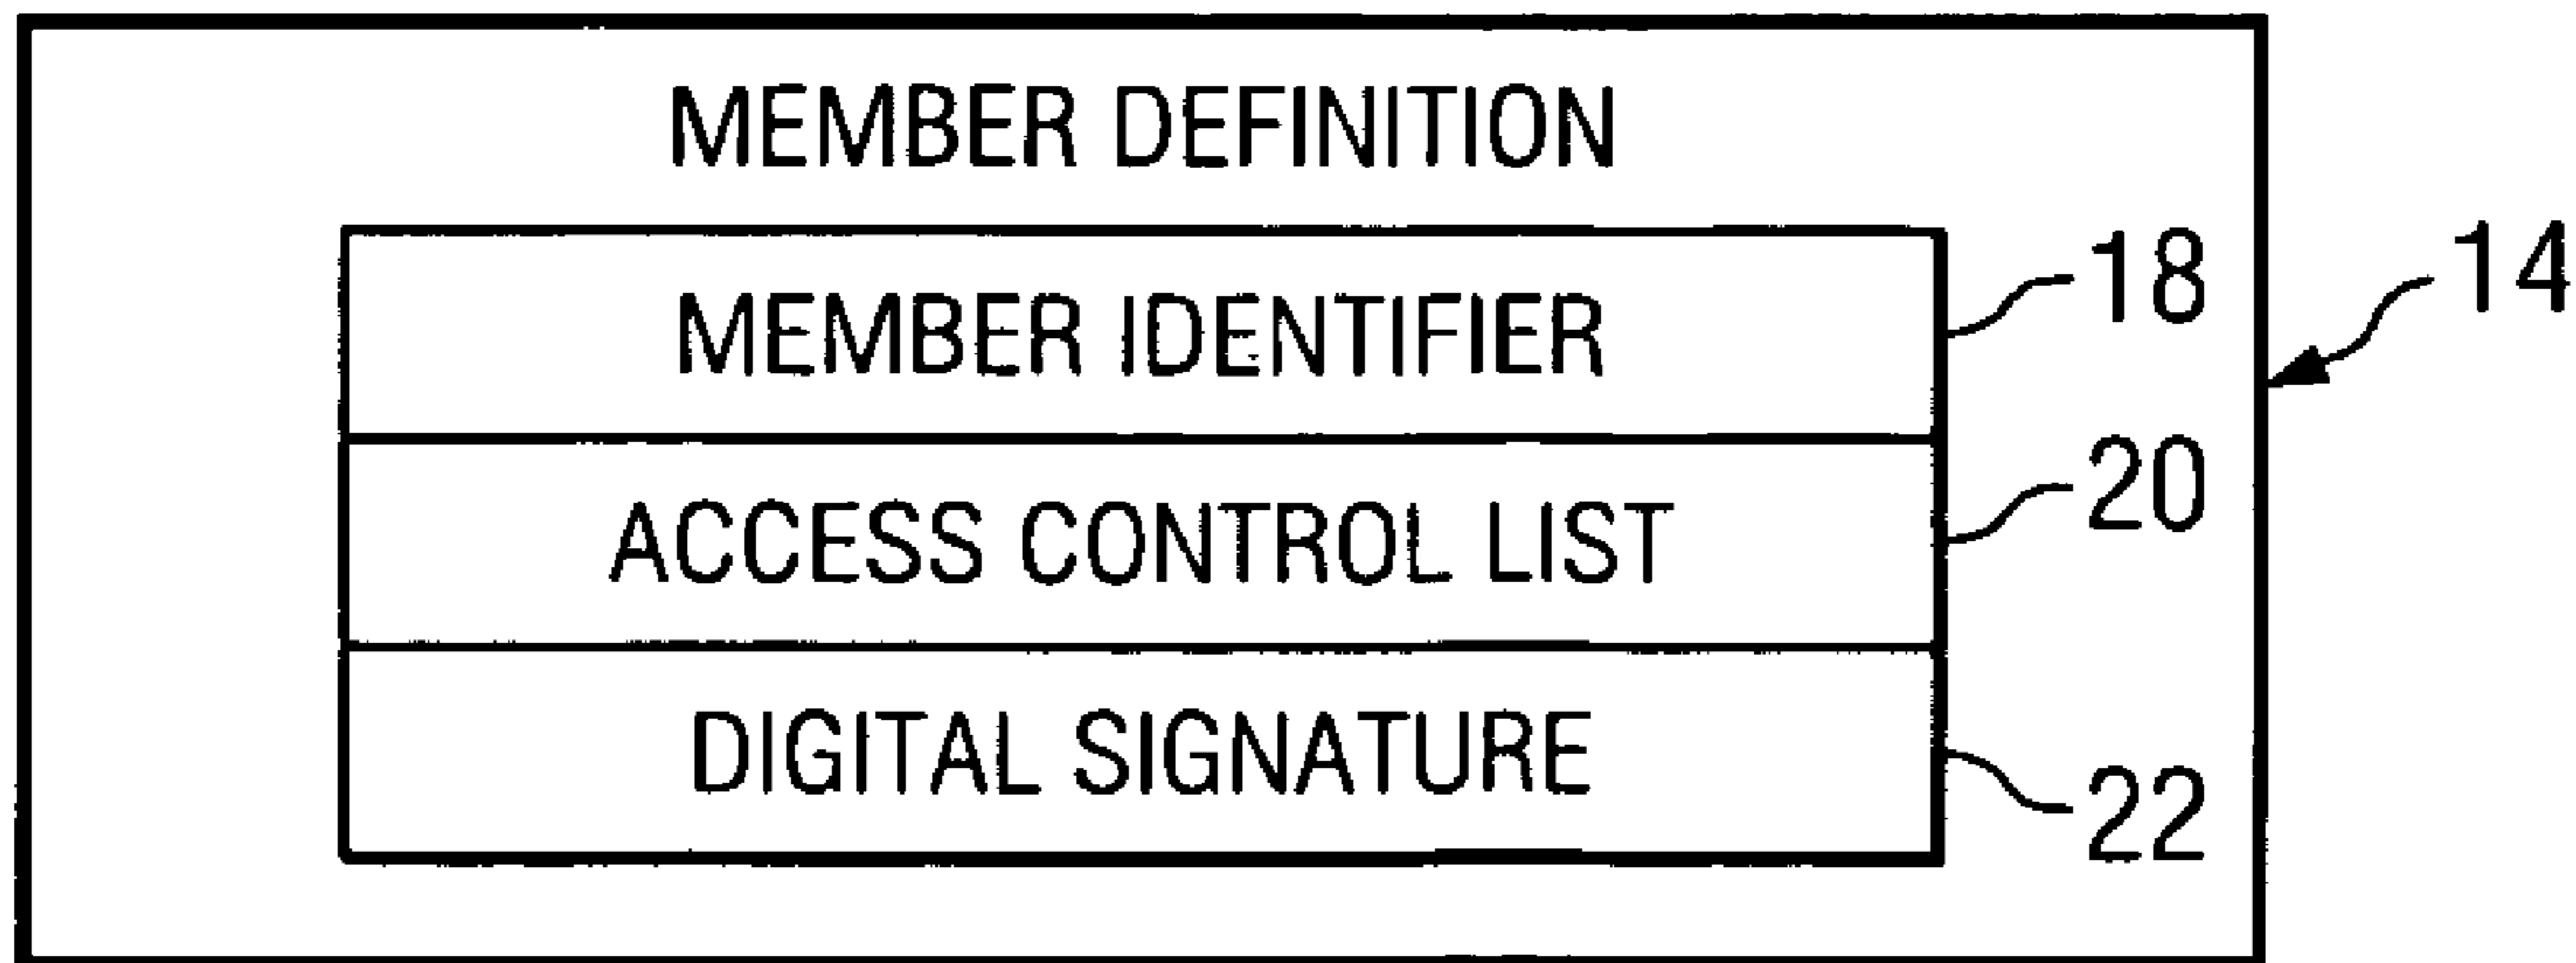 MEMBER DEFINITION
MEMBER IDENTIFIER
18
14
ACCESS CONTROL LIST
20
DIGITAL SIGNATURE
22